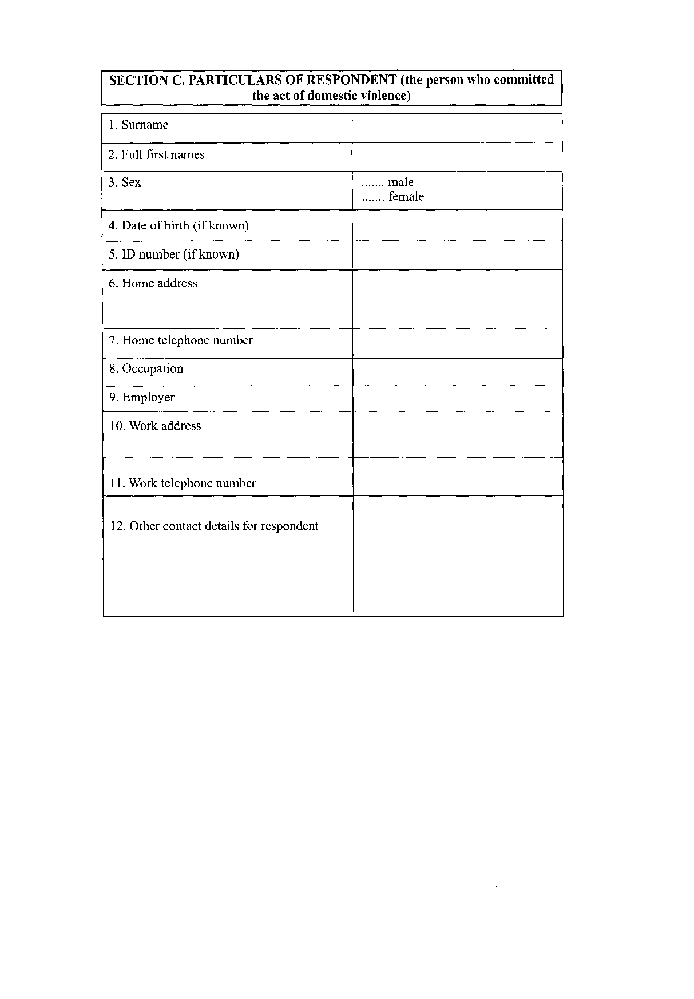 SECTION C. PARTICULARS OF RESPONDENT (the person who committed
the act of domestic violence)
1. Surname
2. Full first names
3. Sex
....... male
....... female
4. Date of birth (if known)
5. ID number (if known)
6. Home address
7. Home telephone number
8. Occupation
9. Employer
10. Work address
11. Work telephone number
12. Other contact details for respondent